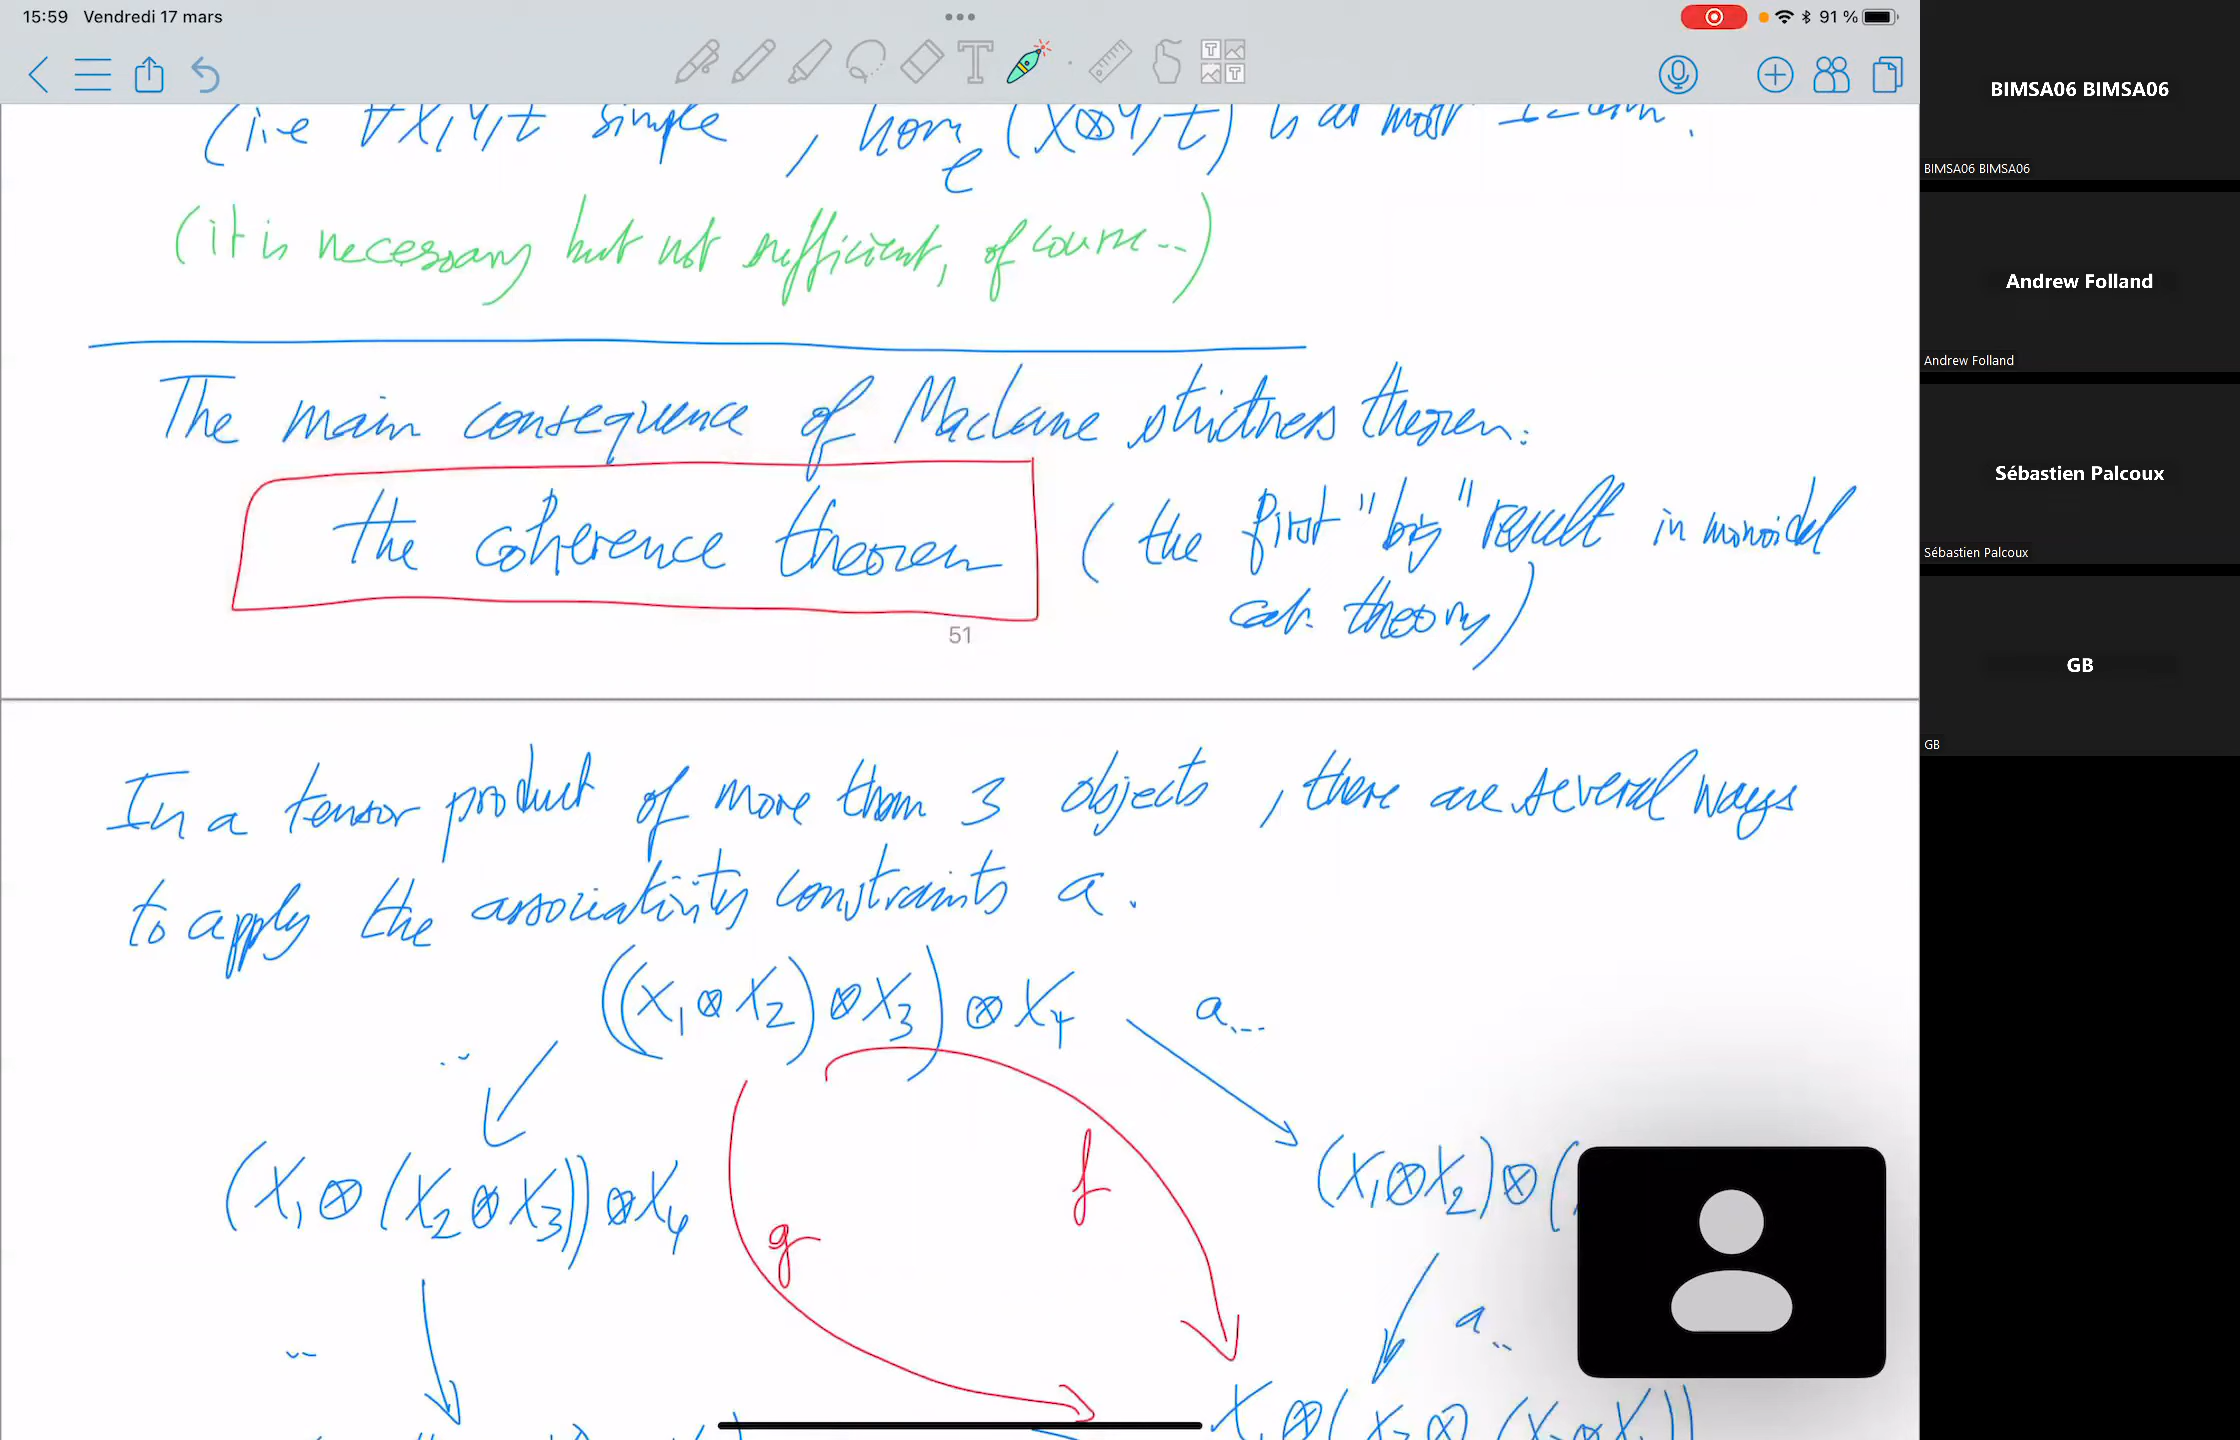 15:59 Vendredi 17 mars
91 %
(i.e ∀ X, Y, Z simple , hom_C (X⊗Y, Z) is at most 1-dim .
(it is necessary but not sufficient, of course --)
The main consequence of MacLane strictness theorem:
the coherence theorem ( the first "big" result in monoidal
cat. theory)
51
In a tensor product of more than 3 objects , there are several ways
to apply the associativity constraints a .
((X₁ ⊗ X₂) ⊗ X₃) ⊗ X₄ a...
(X₁ ⊗ (X₂ ⊗ X₃)) ⊗ X₄
f
(X₁⊗X₂) ⊗ (
g
a..
BIMSA06 BIMSA06
BIMSA06 BIMSA06
Andrew Folland
Andrew Folland
Sébastien Palcoux
Sébastien Palcoux
GB
GB